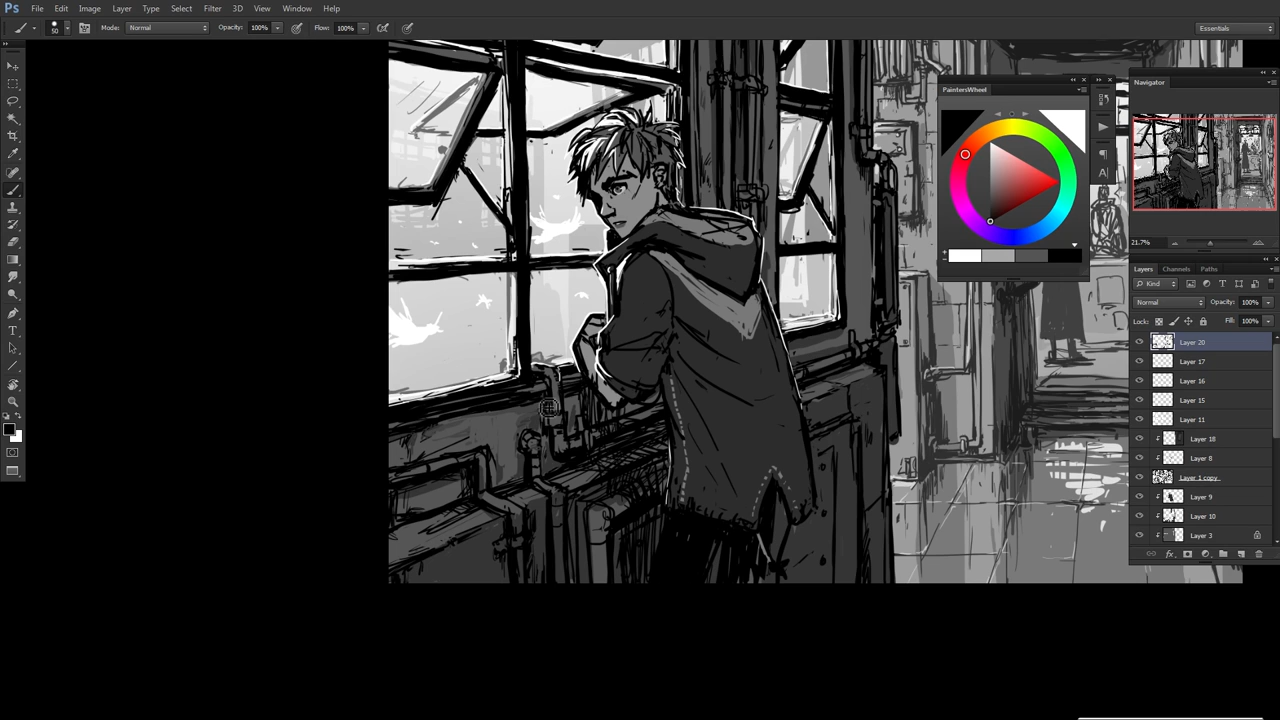 Ps File Edit Image Layer Type Select Filter 3D View Window Help
50 Mode: Normal Opacity: 100% Flow: 100% Essentials
PaintersWheel
Navigator
21.7%
Layers Channels Paths
Kind T
Normal Opacity: 100%
Lock: Fill: 100%
Layer 20
Layer 17
Layer 16
Layer 15
Layer 11
Layer 18
Layer 8
Layer 1 copy
Layer 9
Layer 10
Layer 3
fx